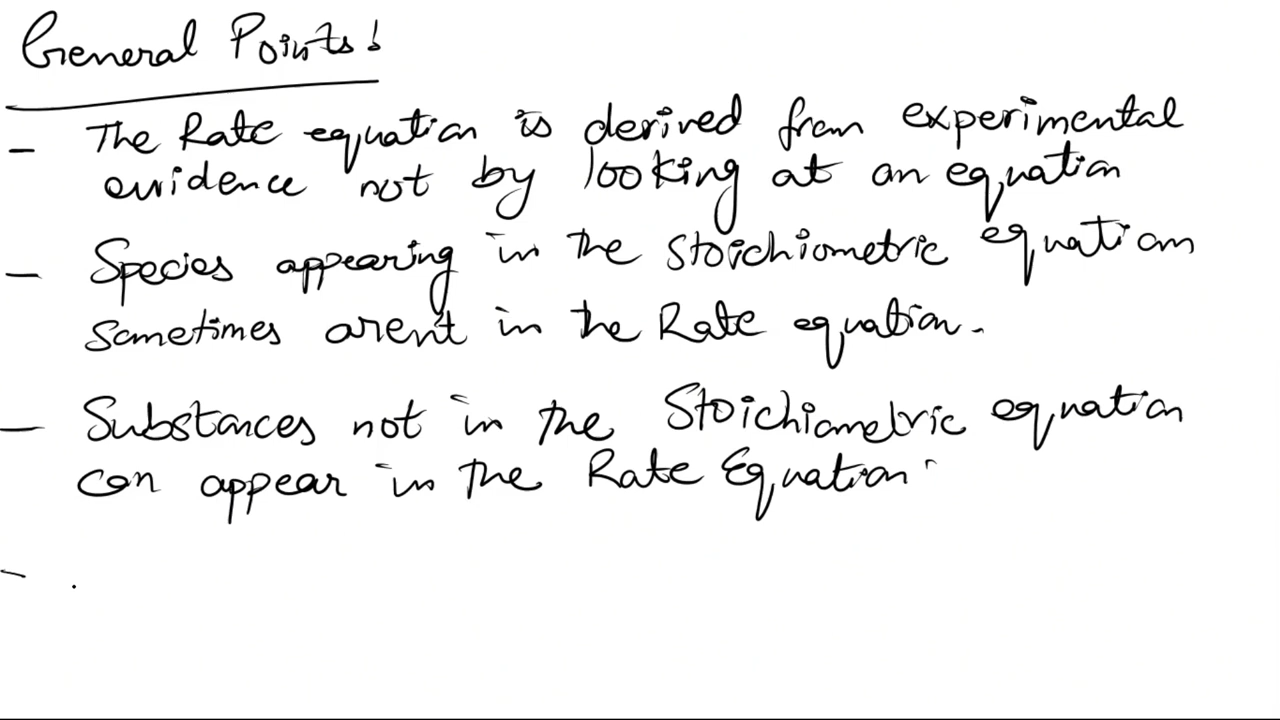 General Points!
- The Rate equation is derived from experimental
evidence not by looking at an equation
- Species appearing in the Stoichiometric equation
sometimes aren't in the Rate equation.
- Substances not in the Stoichiometric equation
can appear in the Rate Equation
- .